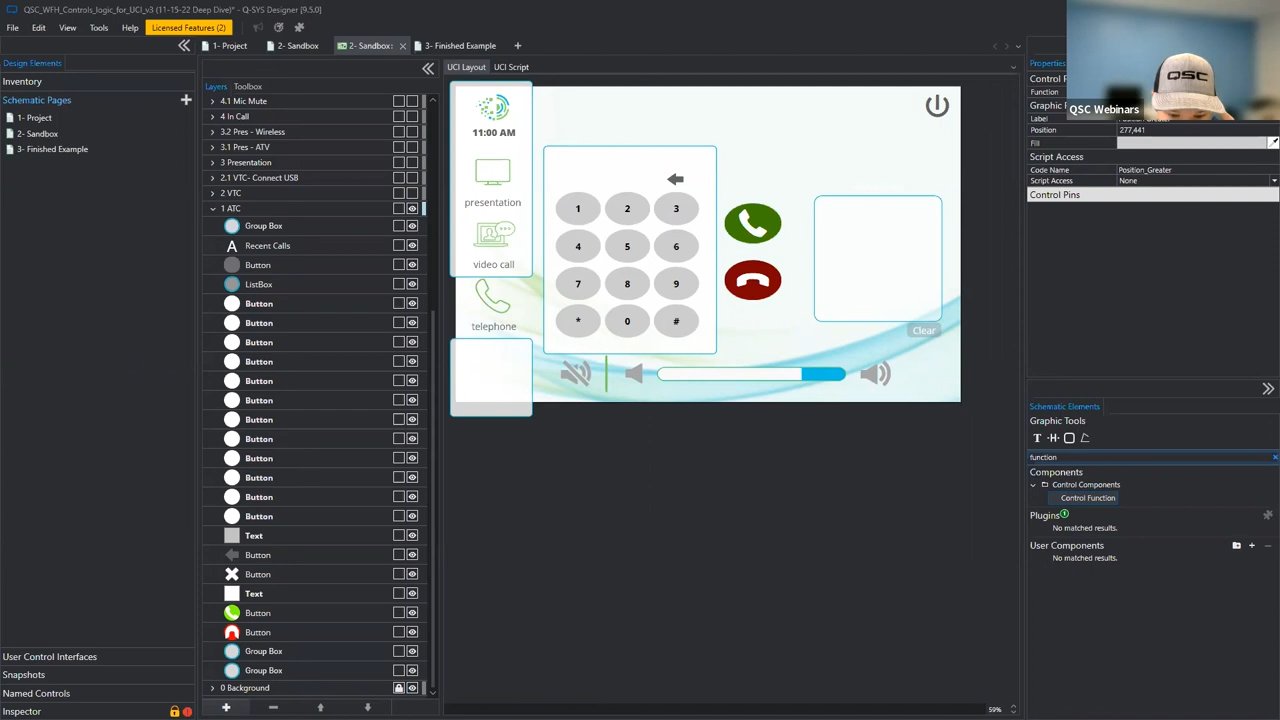 QSC_WFH_Controls_logic_for_UCI_v3 (11-15-22 Deep Dive)* - Q-SYS Designer [9.5.0]
File Edit View Tools Help Licensed Features (2)
1- Project
2- Sandbox
2- Sandbox:
3- Finished Example
Design Elements
Inventory
Schematic Pages
1- Project
2- Sandbox
3- Finished Example
User Control Interfaces
Snapshots
Named Controls
Inspector
Layers Toolbox
4.1 Mic Mute
4 In Call
3.2 Pres - Wireless
3.1 Pres - ATV
3 Presentation
2.1 VTC- Connect USB
2 VTC
1 ATC
Group Box
Recent Calls
Button
ListBox
Button
Button
Button
Button
Button
Button
Button
Button
Button
Button
Button
Button
Text
Button
Button
Text
Button
Button
Group Box
Group Box
0 Background
UCI Layout UCI Script
11:00 AM
presentation
video call
telephone
1 2 3
4 5 6
7 8 9
* 0 #
Clear
59%
QSC
QSC Webinars
Properties
Control P
Function
Graphic P
Label
Position 277,441
Fill
Script Access
Code Name Position_Greater
Script Access None
Control Pins
Schematic Elements
Graphic Tools
T H
function
Components
Control Components
Control Function
Plugins
No matched results.
User Components
No matched results.